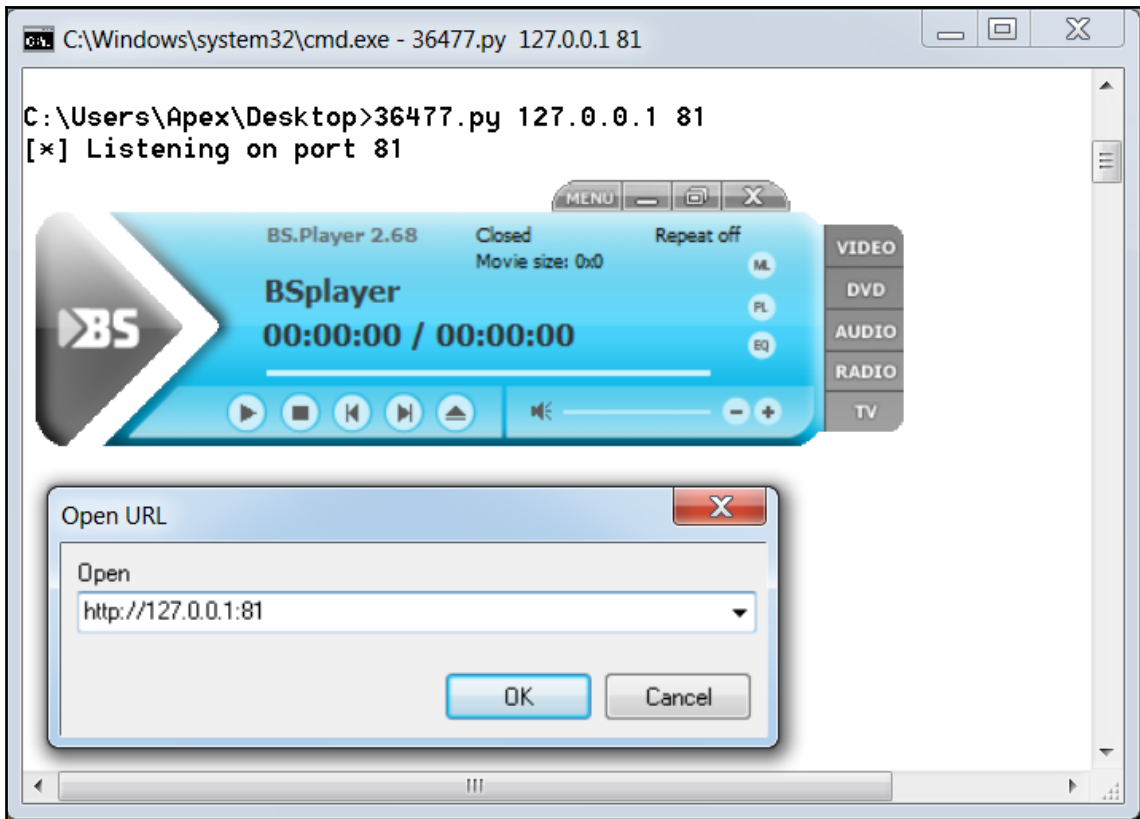 C:\Windows\system32\cmd.exe - 36477.py 127.0.0.1 81
C:\Users\Apex\Desktop>36477.py 127.0.0.1 81
[*] Listening on port 81
MENU
BS.Player 2.68 Closed Repeat off
Movie size: 0x0
ML
BSplayer
PL
00:00:00 / 00:00:00
EQ
BS
VIDEO
DVD
AUDIO
RADIO
TV
Open URL
Open
http://127.0.0.1:81
OK Cancel